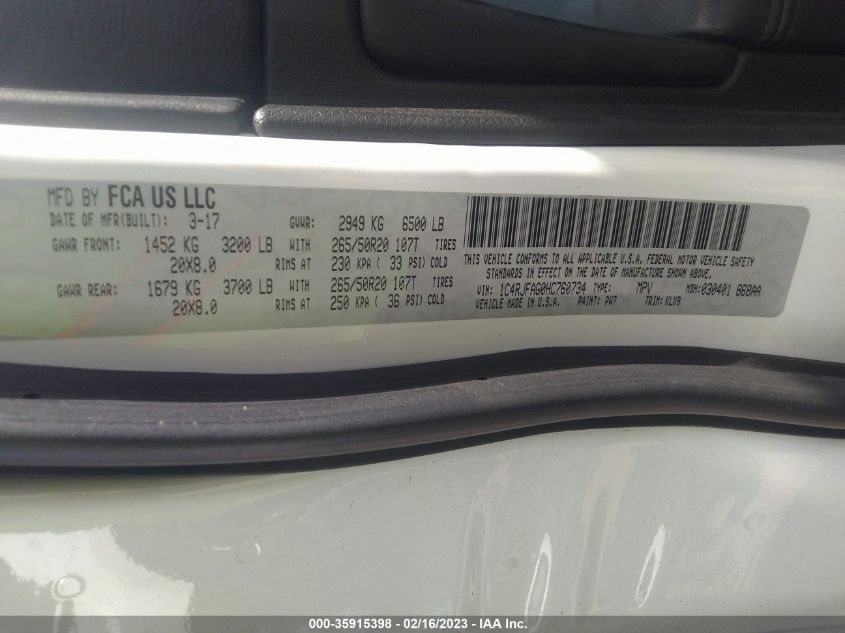 MFD BY FCA US LLC
DATE OF MFR(BUILT): 3-17 GVWR: 2949 KG 6500 LB
GAWR FRONT: 1452 KG 3200 LB WITH 265/50R20 107T TIRES
20X8.0 RIMS AT 230 KPA ( 33 PSI) COLD
GAWR REAR: 1679 KG 3700 LB WITH 265/50R20 107T TIRES
20X8.0 RIMS AT 250 KPA ( 36 PSI) COLD
THIS VEHICLE CONFORMS TO ALL APPLICABLE U.S.A. FEDERAL MOTOR VEHICLE SAFETY
STANDARDS IN EFFECT ON THE DATE OF MANUFACTURE SHOWN ABOVE.
VIN: 1C4RJFAG0HC760734 TYPE: MPV MDH: 030401 868AA
VEHICLE MADE IN U.S.A. PAINT: PW7 TRIM: KLX9
000-35915398 - 02/16/2023 - IAA Inc.